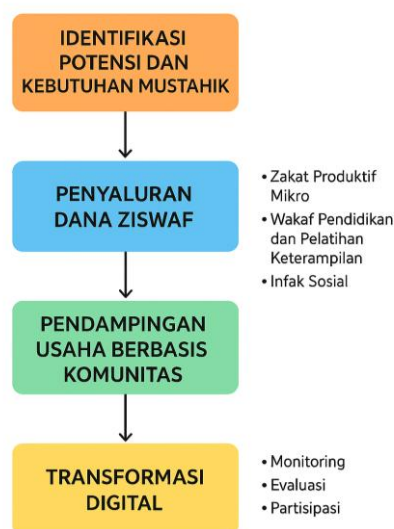 IDENTIFIKASI
POTENSI DAN
KEBUTUHAN MUSTAHIK
PENYALURAN
DANA ZISWAF
• Zakat Produktif
Mikro
• Wakaf Pendidikan
dan Pelatihan
Keterampilan
• Infak Sosial
PENDAMPINGAN
USAHA BERBASIS
KOMUNITAS
TRANSFORMASI
DIGITAL
• Monitoring
• Evaluasi
• Partisipasi